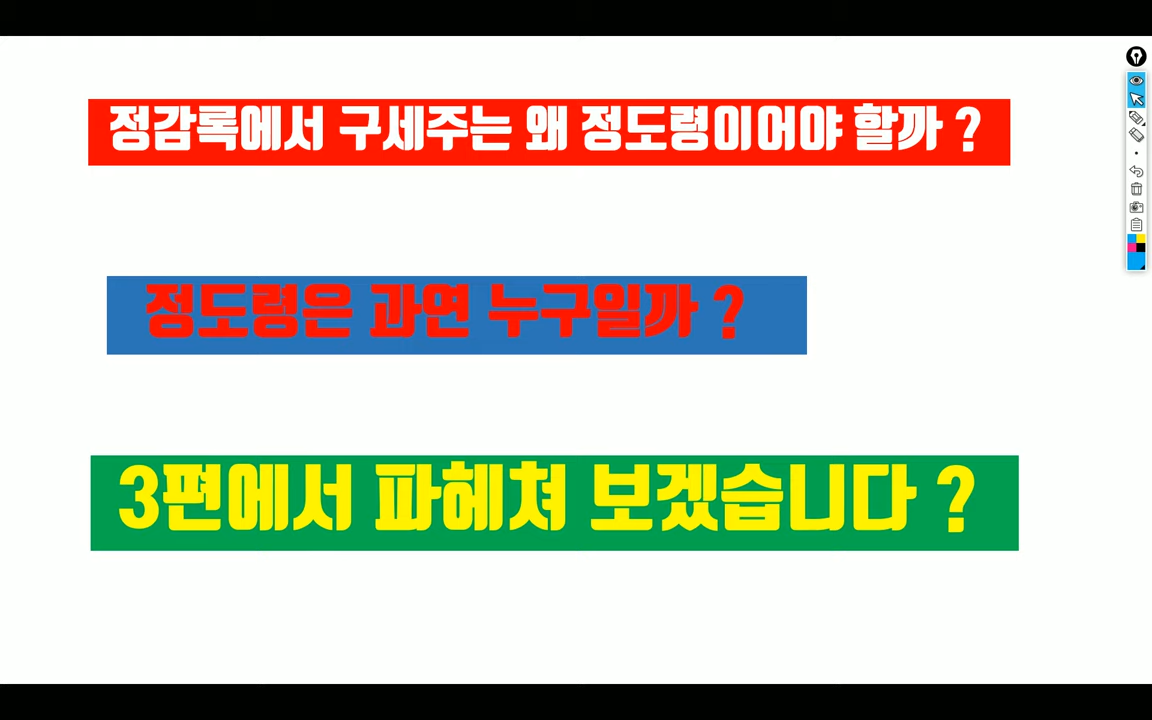 정감록에서 구세주는 왜 정도령이어야 할까 ?
정도령은 과연 누구일까 ?
3편에서 파헤쳐 보겠습니다 ?